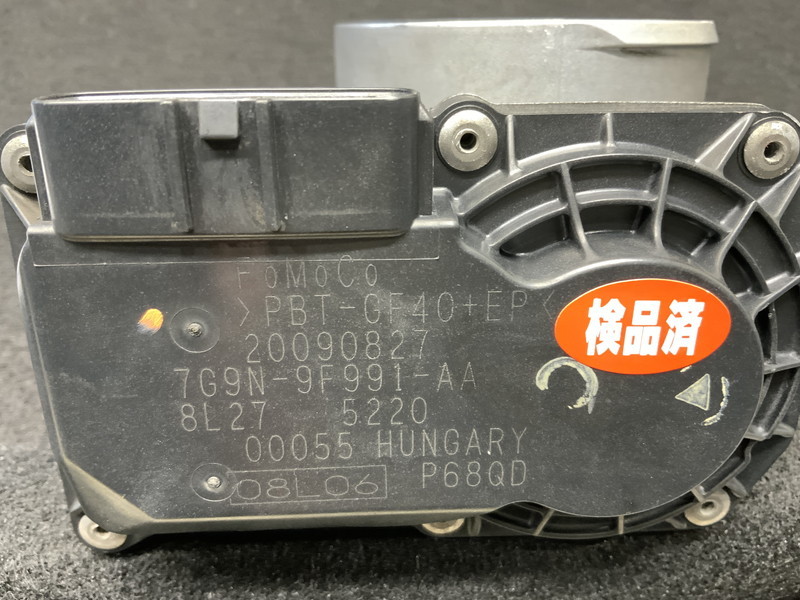 FoMoCo
>PBT-GF40+EP<
検品済
20090827
7G9N-9F991-AA
8L27 5220
00055 HUNGARY
08L06 P68QD